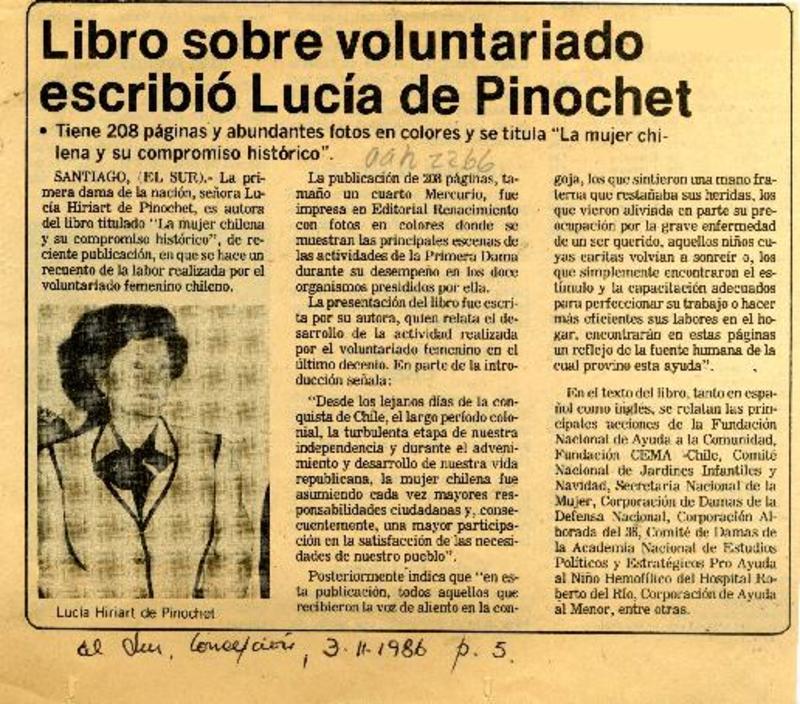 Libro sobre voluntariado
escribió Lucía de Pinochet
• Tiene 208 páginas y abundantes fotos en colores y se titula "La mujer chi-
lena y su compromiso histórico".
SANTIAGO, (EL SUR).- La pri-
mera dama de la nación, señora Lu-
cía Hiriart de Pinochet, es autora
del libro titulado "La mujer chilena
y su compromiso histórico", de re-
ciente publicación, en que se hace un
recuento de la labor realizada por el
voluntariado femenino chileno.
Lucía Hiriart de Pinochet
La publicación de 208 páginas, ta-
maño un cuarto Mercurio, fue
impresa en Editorial Renacimiento
con fotos en colores donde se
muestran las principales escenas de
las actividades de la Primera Dama
durante su desempeño en los doce
organismos presididos por ella.
La presentación del libro fue escri-
ta por su autora, quien relata el de-
sarrollo de la actividad realizada
por el voluntariado femenino en el
último decenio. En parte de la intro-
ducción señala:
"Desde los lejanos días de la con-
quista de Chile, el largo período colo-
nial, la turbulenta etapa de nuestra
independencia y durante el adveni-
miento y desarrollo de nuestra vida
republicana, la mujer chilena fue
asumiendo cada vez mayores res-
ponsabilidades ciudadanas y, conse-
cuentemente, una mayor participa-
ción en la satisfacción de las necesi-
dades de nuestro pueblo".
Posteriormente indica que "en es-
ta publicación, todos aquellos que
recibieron la voz de aliento en la con-
goja, los que sintieron una mano fra-
terna que restañaba sus heridas, los
que vieron aliviada en parte su pre-
ocupación por la grave enfermedad
de un ser querido, aquellos niños cu-
yas caritas volvían a sonreír o, los
que simplemente encontraron el es-
tímulo y la capacitación adecuados
para perfeccionar su trabajo o hacer
más eficientes sus labores en el ho-
gar, encontrarán en estas páginas
un reflejo de la fuente humana de la
cual provino esta ayuda".
En el texto del libro, tanto en espa-
ñol como inglés, se relatan las prin-
cipales acciones de la Fundación
Nacional de Ayuda a la Comunidad,
Fundación CEMA -Chile, Comité
Nacional de Jardines Infantiles y
Navidad, Secretaría Nacional de la
Mujer, Corporación de Damas de la
Defensa Nacional, Corporación Al-
borada del 38, Comité de Damas de
la Academia Nacional de Estudios
Políticos y Estratégicos Pro Ayuda
al Niño Hemofílico del Hospital Ro-
berto del Río, Corporación de Ayuda
al Menor, entre otras.
El Sur, Concepción, 3-11-1986 p. 5.